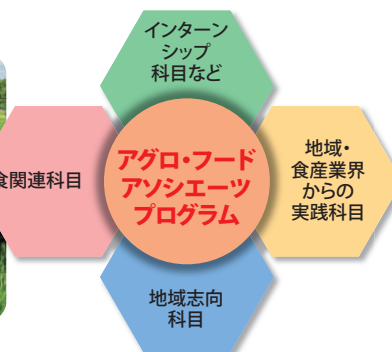 インターン
シップ
科目など
食関連科目
アグロ・フード
アソシエーツ
プログラム
地域・
食産業界
からの
実践科目
地域志向
科目